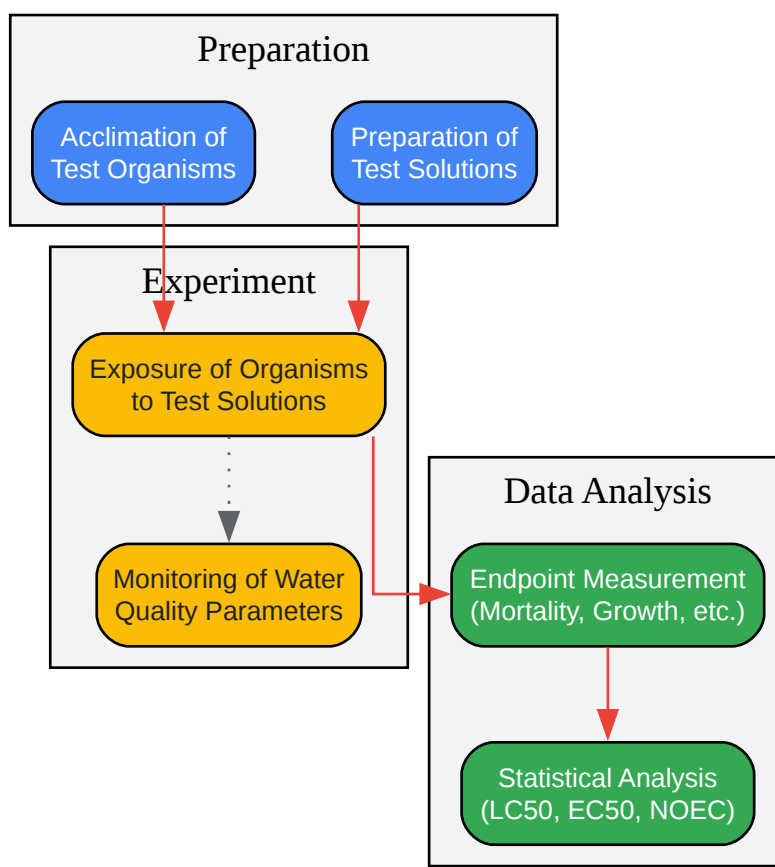 Preparation
Acclimation of
Test Organisms
Preparation of
Test Solutions
Experiment
Exposure of Organisms
to Test Solutions
Monitoring of Water
Quality Parameters
Data Analysis
Endpoint Measurement
(Mortality, Growth, etc.)
Statistical Analysis
(LC50, EC50, NOEC)